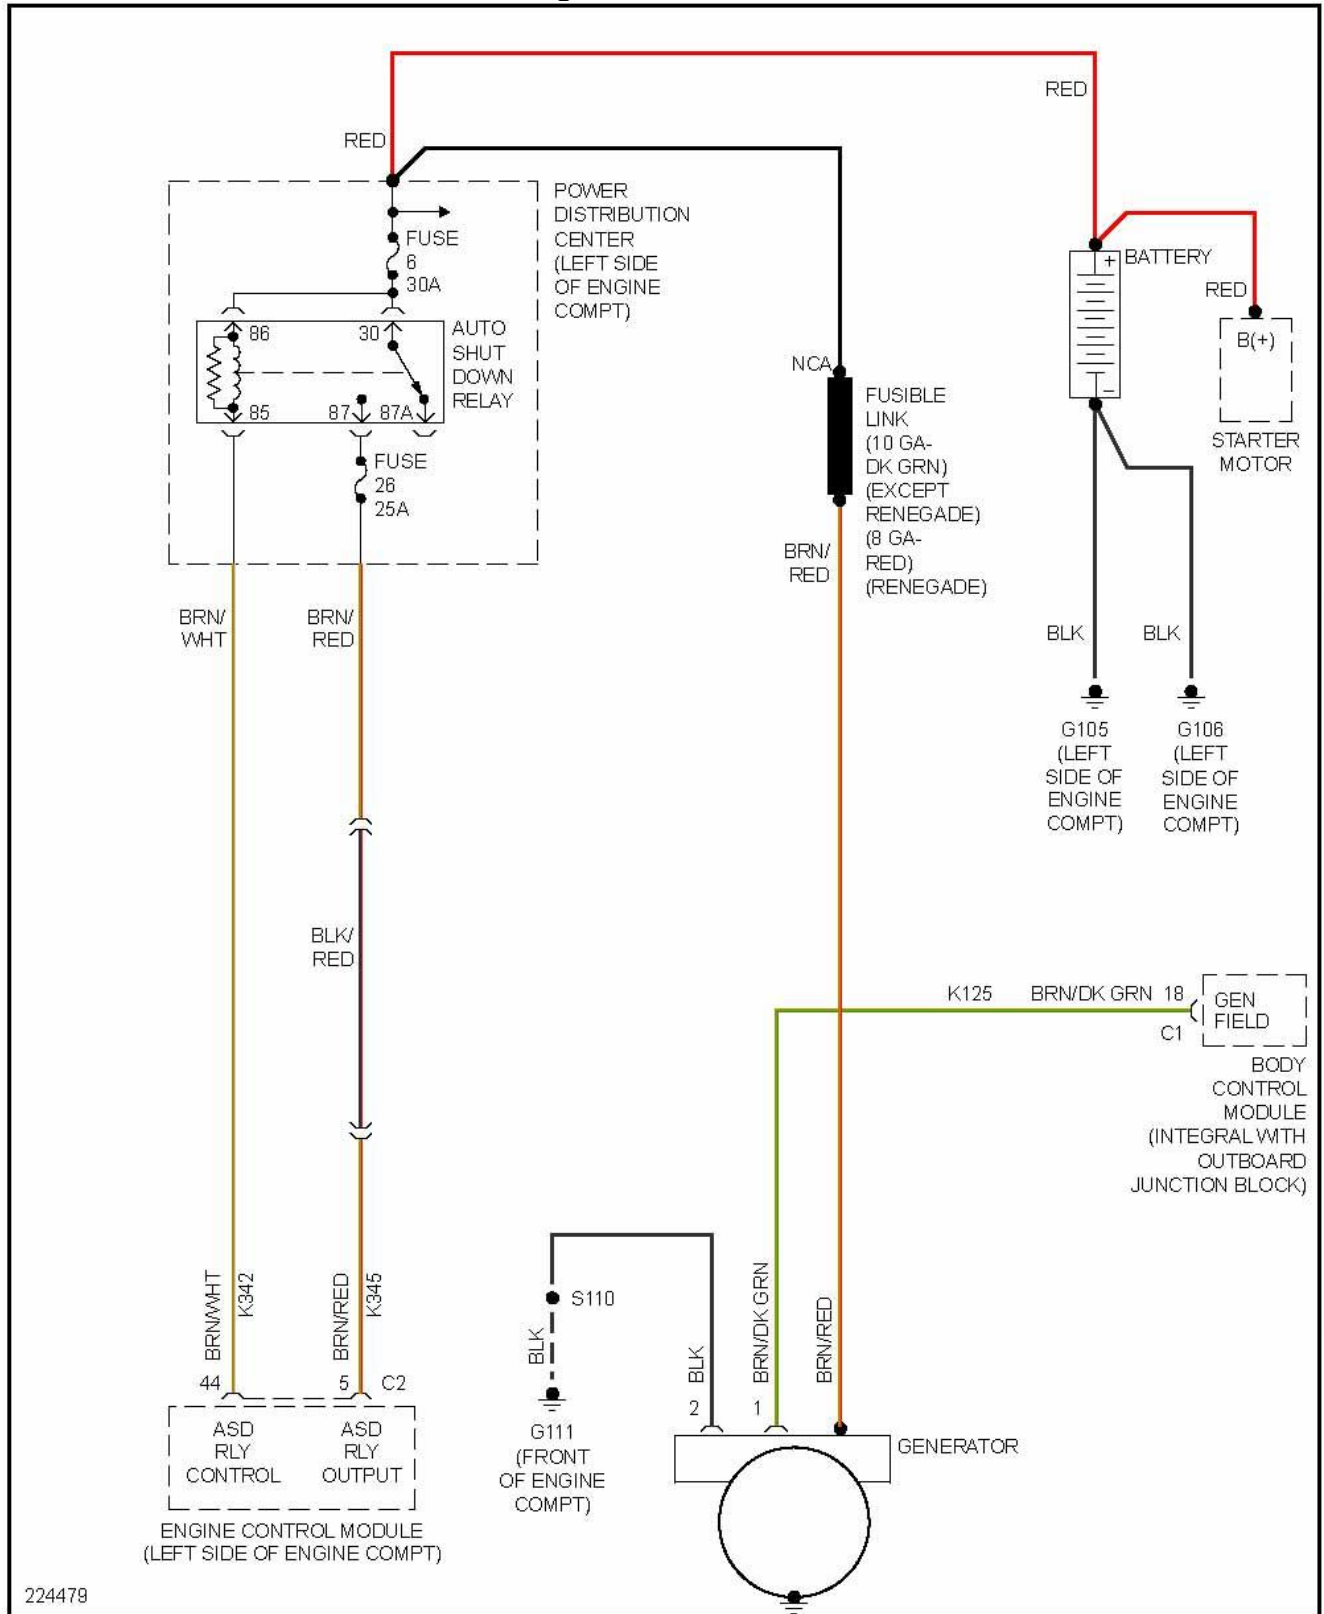 RED
RED
POWER
DISTRIBUTION
CENTER
(LEFT SIDE
OF ENGINE
COMPT)
FUSE
6
30A
+
BATTERY
-
RED
B(+)
STARTER
MOTOR
86
30
85
87
87A
AUTO
SHUT
DOWN
RELAY
FUSE
26
25A
NCA
FUSIBLE
LINK
(10 GA-
DK GRN)
(EXCEPT
RENEGADE)
(8 GA-
RED)
(RENEGADE)
BRN/
RED
BRN/
WHT
BRN/
RED
BLK
BLK
G105
(LEFT
SIDE OF
ENGINE
COMPT)
G106
(LEFT
SIDE OF
ENGINE
COMPT)
BLK/
RED
K125
BRN/DK GRN
18
C1
GEN
FIELD
BODY
CONTROL
MODULE
(INTEGRAL WITH
OUTBOARD
JUNCTION BLOCK)
BRN/WHT
K342
BRN/RED
K345
44
5
C2
ASD
RLY
CONTROL
ASD
RLY
OUTPUT
ENGINE CONTROL MODULE
(LEFT SIDE OF ENGINE COMPT)
S110
BLK
G111
(FRONT
OF ENGINE
COMPT)
BLK
2
BRN/DK GRN
1
BRN/RED
GENERATOR
224479